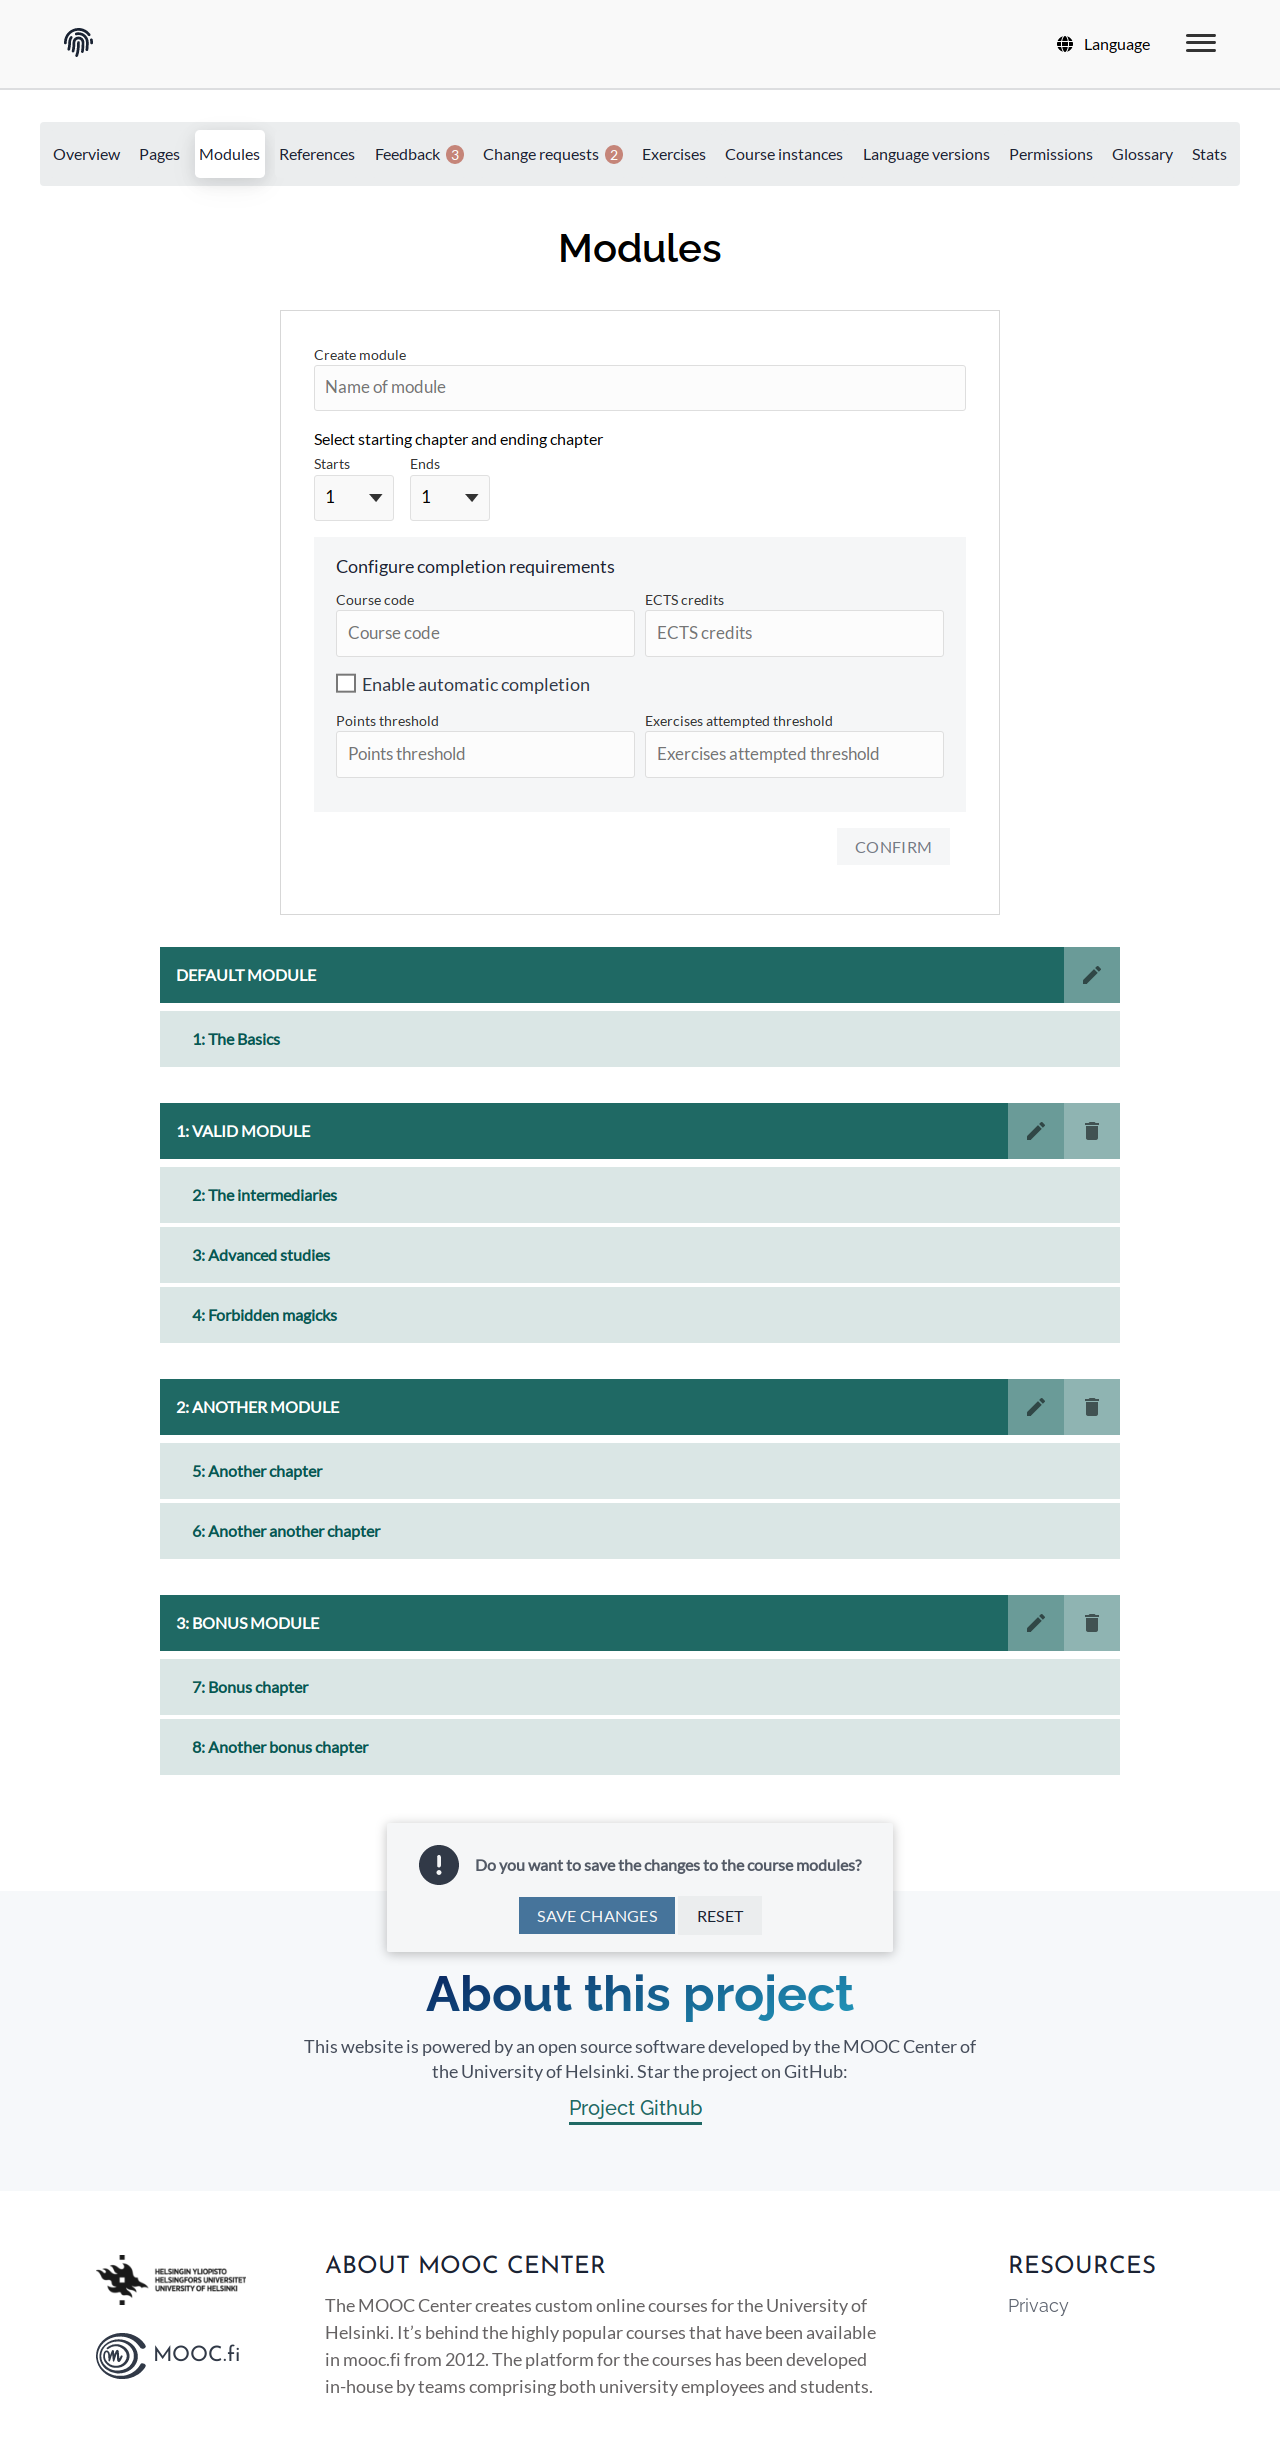 Language
Overview Pages Modules References Feedback 3 Change requests 2 Exercises Course instances Language versions Permissions Glossary Stats
Modules
Create module
Name of module
Select starting chapter and ending chapter
Starts Ends
1 1
Configure completion requirements
Course code ECTS credits
Course code ECTS credits
Enable automatic completion
Points threshold Exercises attempted threshold
Points threshold Exercises attempted threshold
CONFIRM
DEFAULT MODULE
1: The Basics
1: VALID MODULE
2: The intermediaries
3: Advanced studies
4: Forbidden magicks
2: ANOTHER MODULE
5: Another chapter
6: Another another chapter
3: BONUS MODULE
7: Bonus chapter
8: Another bonus chapter
Do you want to save the changes to the course modules?
SAVE CHANGES RESET
About this project
This website is powered by an open source software developed by the MOOC Center of
the University of Helsinki. Star the project on GitHub:
Project Github
HELSINGIN YLIOPISTO
HELSINGFORS UNIVERSITET
UNIVERSITY OF HELSINKI
MOOC.fi
ABOUT MOOC CENTER
The MOOC Center creates custom online courses for the University of
Helsinki. It’s behind the highly popular courses that have been available
in mooc.fi from 2012. The platform for the courses has been developed
in-house by teams comprising both university employees and students.
RESOURCES
Privacy